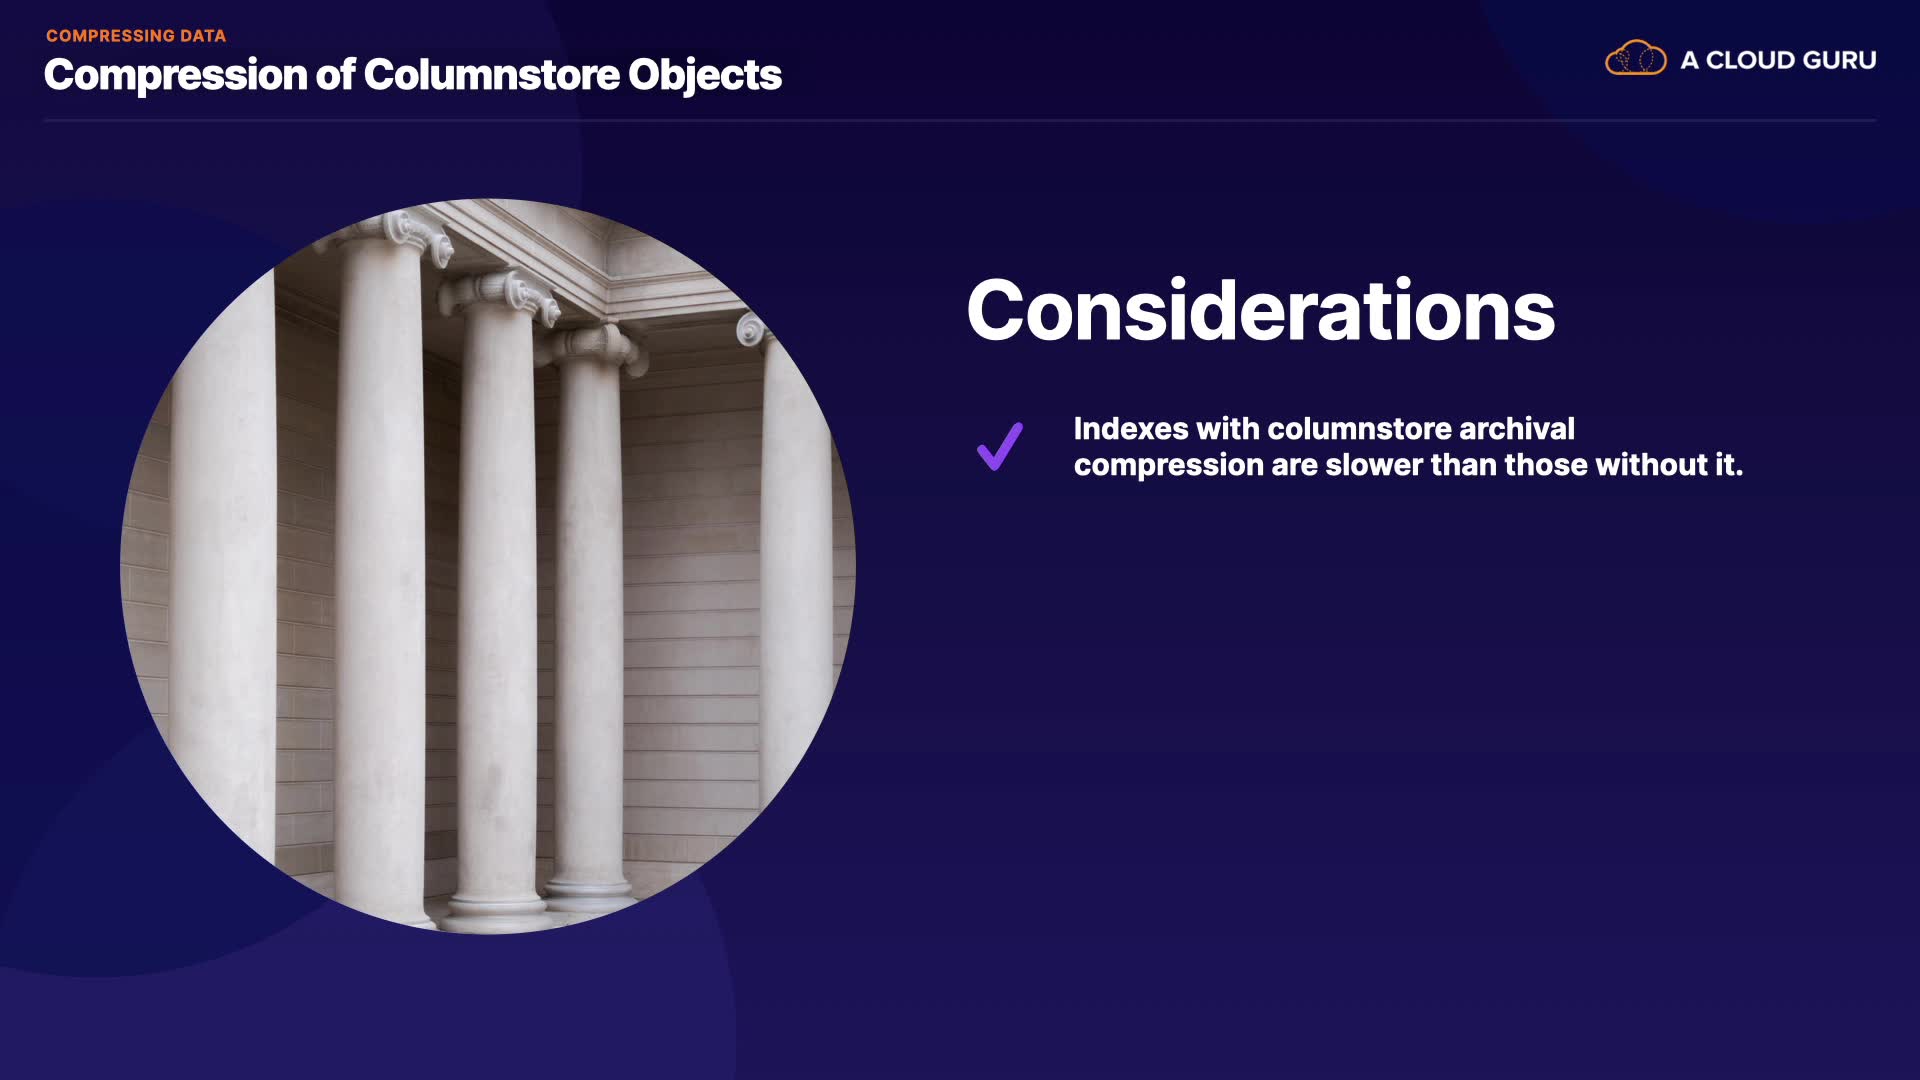 COMPRESSING DATA
Compression of Columnstore Objects
A CLOUD GURU
Considerations
Indexes with columnstore archival
compression are slower than those without it.